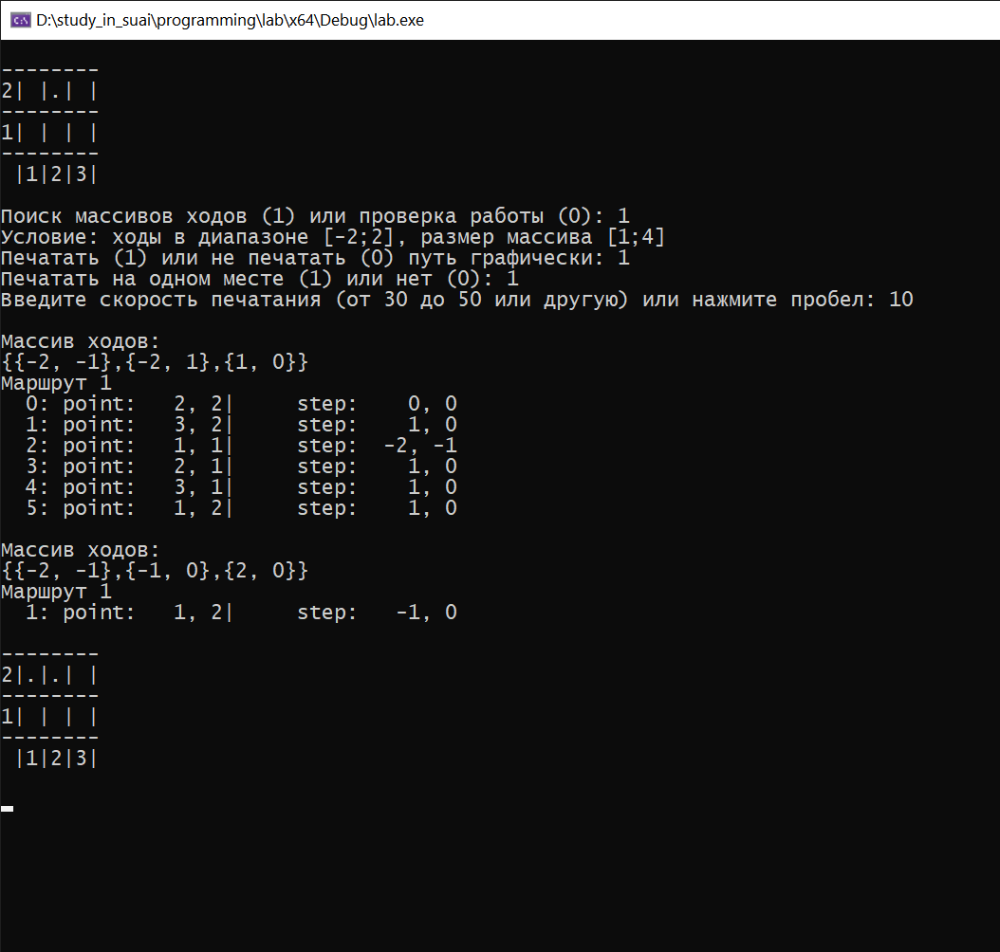 D:\study_in_suai\programming\lab\x64\Debug\lab.exe
--------
2| |.| |
--------
1| | | |
--------
 |1|2|3|
Поиск массивов ходов (1) или проверка работы (0): 1
Условие: ходы в диапазоне [-2;2], размер массива [1;4]
Печатать (1) или не печатать (0) путь графически: 1
Печатать на одном месте (1) или нет (0): 1
Введите скорость печатания (от 30 до 50 или другую) или нажмите пробел: 10
Массив ходов:
{{-2, -1},{-2, 1},{1, 0}}
Маршрут 1
  0: point:   2, 2|     step:    0, 0
  1: point:   3, 2|     step:    1, 0
  2: point:   1, 1|     step:  -2, -1
  3: point:   2, 1|     step:    1, 0
  4: point:   3, 1|     step:    1, 0
  5: point:   1, 2|     step:    1, 0
Массив ходов:
{{-2, -1},{-1, 0},{2, 0}}
Маршрут 1
  1: point:   1, 2|     step:   -1, 0
--------
2|.|.| |
--------
1| | | |
--------
 |1|2|3|